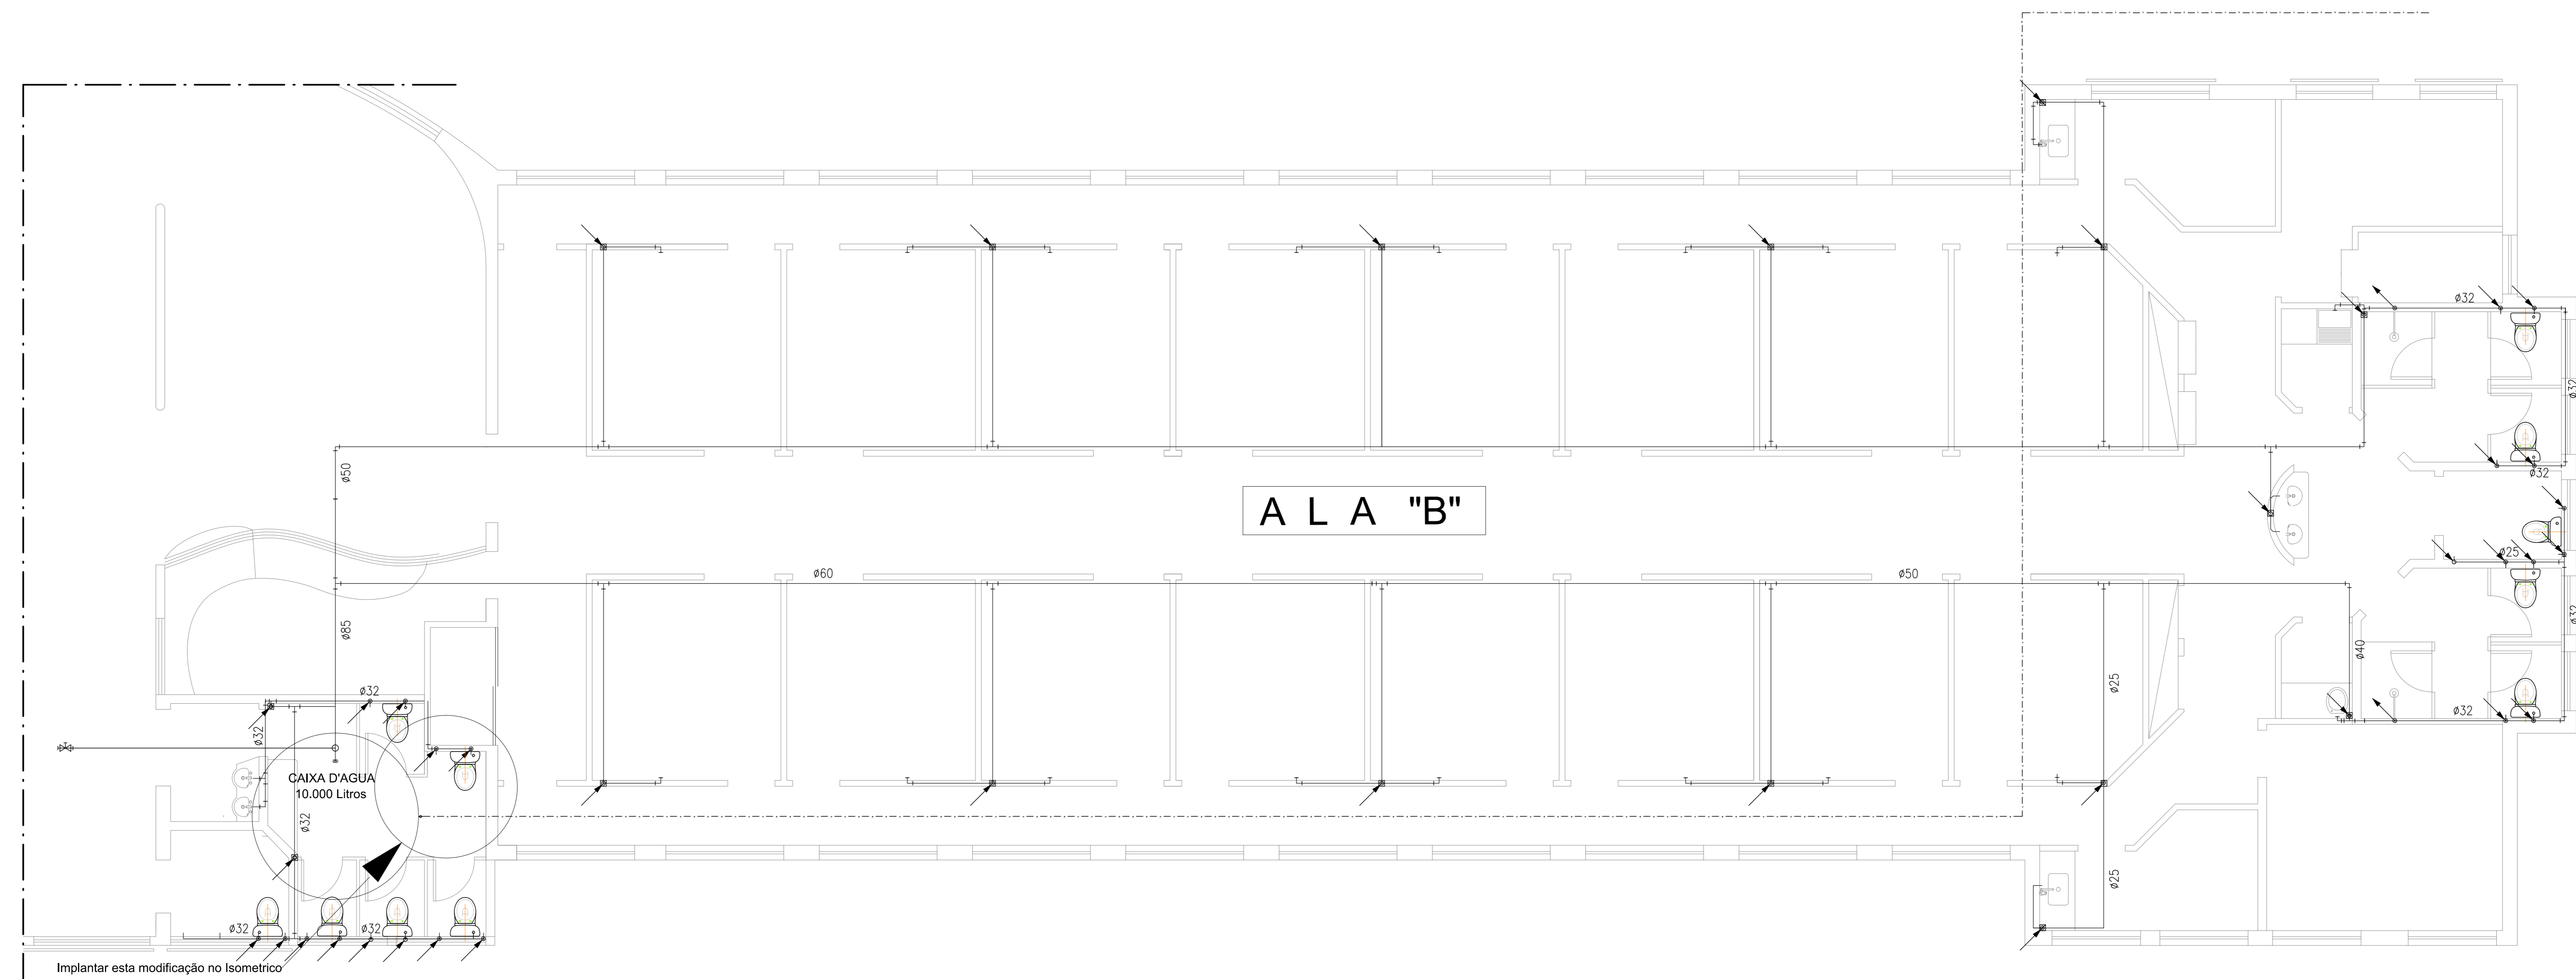 ø32
ø32
ø50
ø32
A L A "B"
ø25
ø60
ø50
ø85
ø32
ø40
ø25
ø32
ø32
ø32
CAIXA D'AGUA
10.000 Litros
ø32
ø25
ø32
ø32
Implantar esta modificação no Isometrico